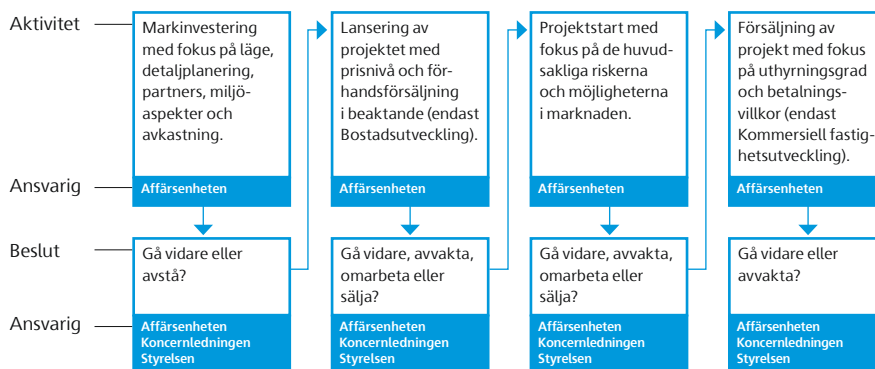 Aktivitet
Markinvestering
med fokus på läge,
detaljplanering,
partners, miljö-
aspekter och
avkastning.
Lansering av
projektet med
prisnivå och för-
handsförsäljning
i beaktande (endast
Bostadsutveckling).
Projektstart med
fokus på de huvud-
sakliga riskerna
och möjligheterna
i marknaden.
Försäljning av
projekt med fokus
på uthyrningsgrad
och betalnings-
villkor (endast
Kommersiell fastig-
hetsutveckling).
Ansvarig
Affärsenheten
Affärsenheten
Affärsenheten
Affärsenheten
Beslut
Gå vidare eller
avstå?
Gå vidare, avvakta,
omarbeta eller
sälja?
Gå vidare, avvakta,
omarbeta eller
sälja?
Gå vidare eller
avvakta?
Ansvarig
Affärsenheten
Koncernledningen
Styrelsen
Affärsenheten
Koncernledningen
Styrelsen
Affärsenheten
Koncernledningen
Styrelsen
Affärsenheten
Koncernledningen
Styrelsen